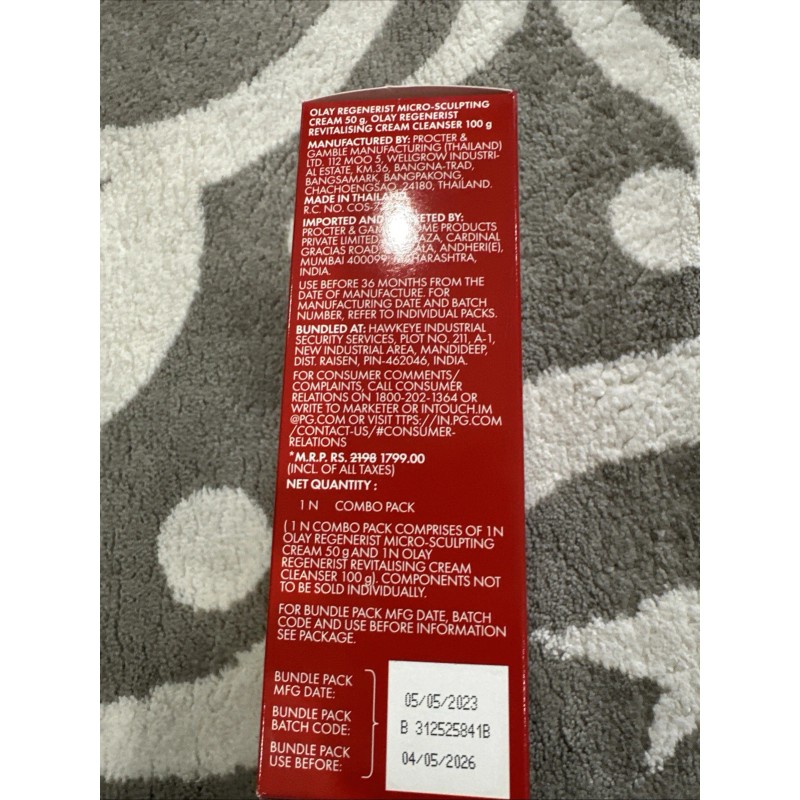 OLAY REGENERIST MICRO-SCULPTING
CREAM 50 g, OLAY REGENERIST
REVITALISING CREAM CLEANSER 100 g
MANUFACTURED BY: PROCTER &
GAMBLE MANUFACTURING (THAILAND)
LTD. 112 MOO 5, WELLGROW INDUSTRI-
AL ESTATE, KM.36, BANGNA-TRAD,
BANGSAMARK, BANGPAKONG,
CHACHOENGSAO 24180, THAILAND.
MADE IN THAILAND
R.C. NO.
IMPORTED AND BY:
PROCTER & HOME PRODUCTS
PRIVATE LIMITED, CARDINAL
GRACIAS ROAD, ANDHERI(E),
MUMBAI 400099, MAHARASHTRA,
INDIA.
USE BEFORE 36 MONTHS FROM THE
DATE OF MANUFACTURE. FOR
MANUFACTURING DATE AND BATCH
NUMBER, REFER TO INDIVIDUAL PACKS.
BUNDLED AT: HAWKEYE INDUSTRIAL
SECURITY SERVICES, PLOT NO. 211, A-1,
NEW INDUSTRIAL AREA, MANDIDEEP,
DIST. RAISEN, PIN-462046, INDIA.
FOR CONSUMER COMMENTS/
COMPLAINTS, CALL CONSUMER
RELATIONS ON 1800-202-1364 OR
WRITE TO MARKETER OR INTOUCH.IM
@PG.COM OR VISIT TTPS://IN.PG.COM
/CONTACT-US/#CONSUMER-
RELATIONS
*M.R.P. RS. 2198 1799.00
(INCL. OF ALL TAXES)
NET QUANTITY :
1 N COMBO PACK
( 1 N COMBO PACK COMPRISES OF 1N
OLAY REGENERIST MICRO-SCULPTING
CREAM 50 g AND 1N OLAY
REGENERIST REVITALISING CREAM
CLEANSER 100 g). COMPONENTS NOT
TO BE SOLD INDIVIDUALLY.
FOR BUNDLE PACK MFG DATE, BATCH
CODE AND USE BEFORE INFORMATION
SEE PACKAGE.
BUNDLE PACK
MFG DATE:
05/05/2023
BUNDLE PACK
BATCH CODE:
B 312525841B
BUNDLE PACK
USE BEFORE:
04/05/2026